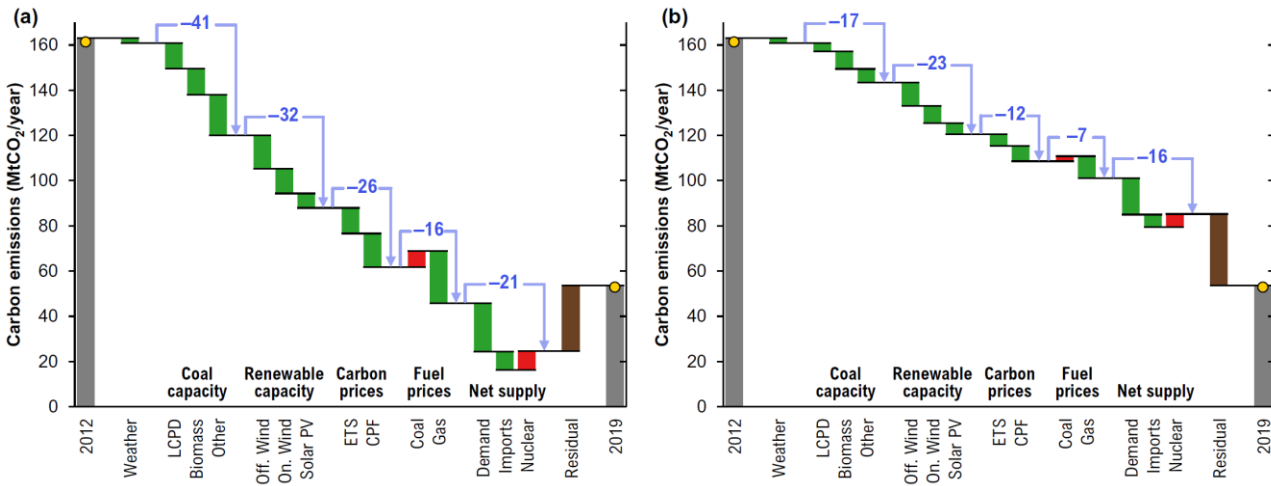 (a)
Carbon emissions (MtCO₂/year)
160
140
120
100
80
60
40
20
0
–41
–32
–26
–16
–21
Coal
capacity
Renewable
capacity
Carbon
prices
Fuel
prices
Net supply
2012
Weather
LCPD
Biomass
Other
Off. Wind
On. Wind
Solar PV
ETS
CPF
Coal
Gas
Demand
Imports
Nuclear
Residual
2019
(b)
Carbon emissions (MtCO₂/year)
160
140
120
100
80
60
40
20
0
–17
–23
–12
–7
–16
Coal
capacity
Renewable
capacity
Carbon
prices
Fuel
prices
Net supply
2012
Weather
LCPD
Biomass
Other
Off. Wind
On. Wind
Solar PV
ETS
CPF
Coal
Gas
Demand
Imports
Nuclear
Residual
2019